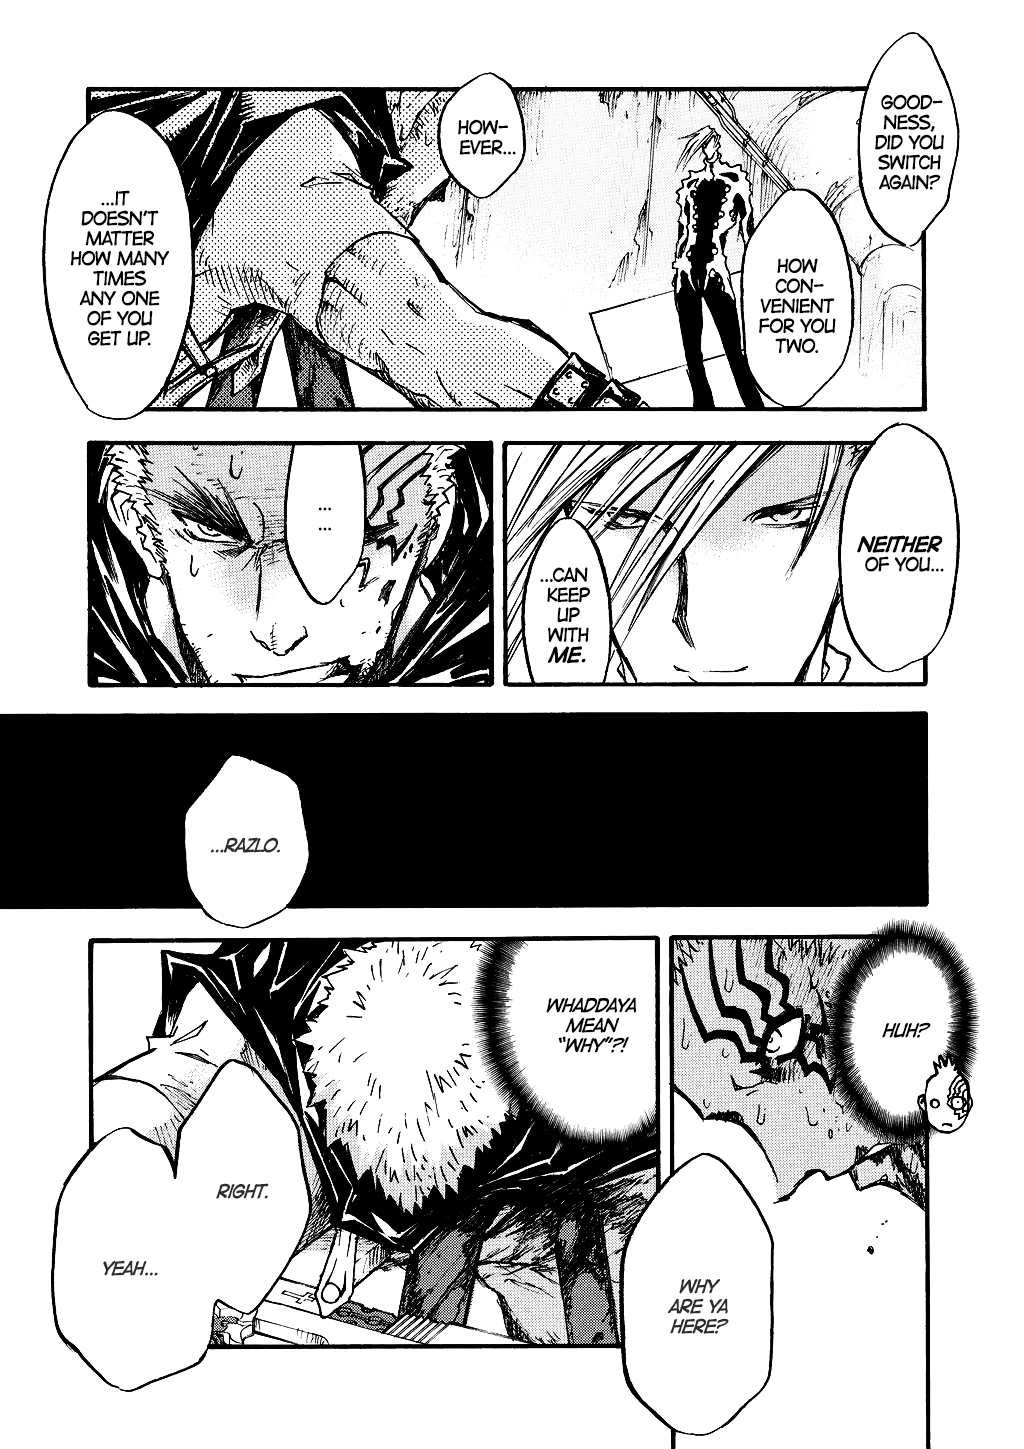 GOOD-
NESS,
DID YOU
SWITCH
AGAIN?
HOW
CON-
VENIENT
FOR YOU
TWO.
HOW-
EVER...
...IT
DOESN'T
MATTER
HOW MANY
TIMES
ANY ONE
OF YOU
GET UP.
NEITHER
OF YOU...
...CAN
KEEP
UP
WITH
ME.
...
...
...RAZLO.
HUH?
WHY
ARE YA
HERE?
WHADDAYA
MEAN
"WHY"?!
RIGHT.
YEAH...